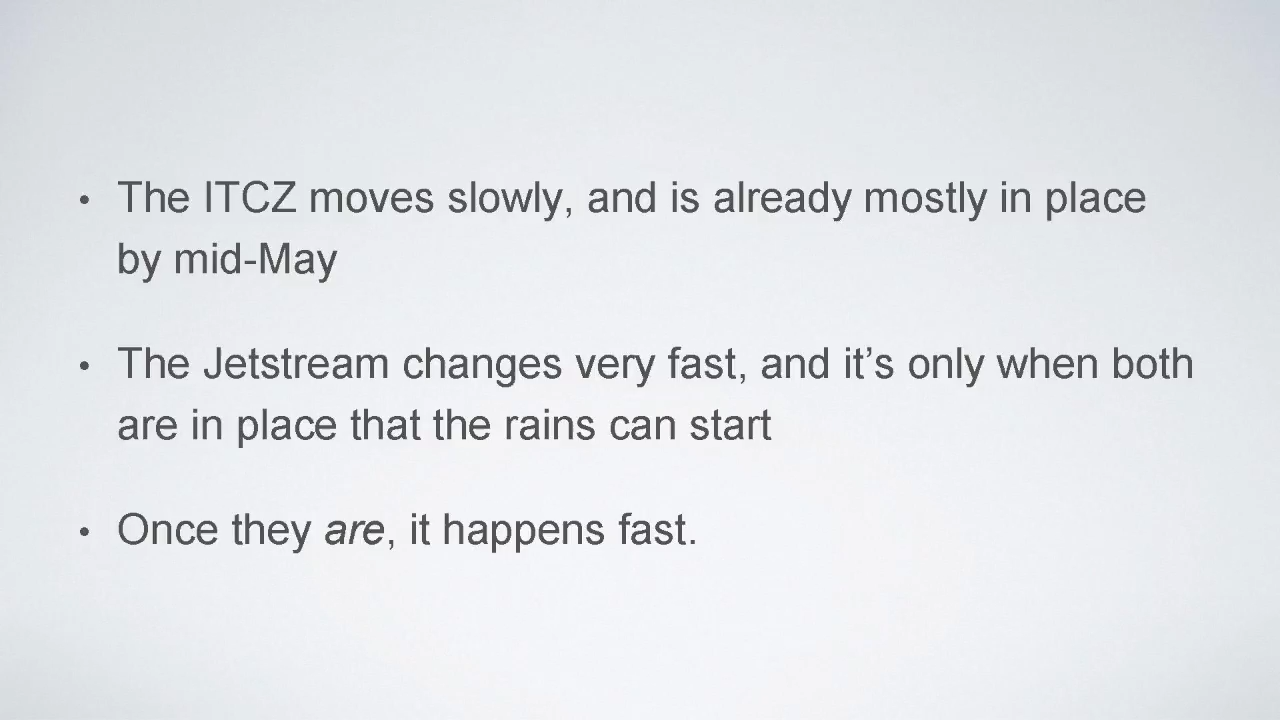 • The ITCZ moves slowly, and is already mostly in place
by mid-May
• The Jetstream changes very fast, and it’s only when both
are in place that the rains can start
• Once they are, it happens fast.